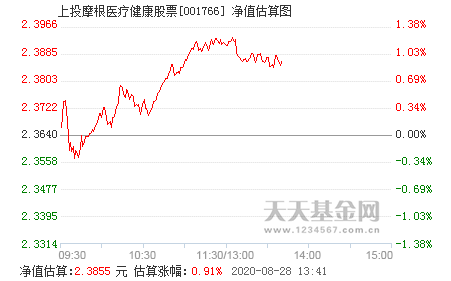 上投摩根医疗健康股票[001766] 净值估算图
2.3966 1.38%
2.3885 1.03%
2.3803 0.69%
2.3722 0.34%
2.3640 0.00%
2.3558 -0.34%
2.3477 -0.69%
2.3395 -1.03%
2.3314 -1.38%
天天基金网
www.1234567.com.cn
09:30 10:30 11:30/13:00 14:00 15:00
净值估算:2.3855 元 估算涨幅: 0.91% 2020-08-28 13:41